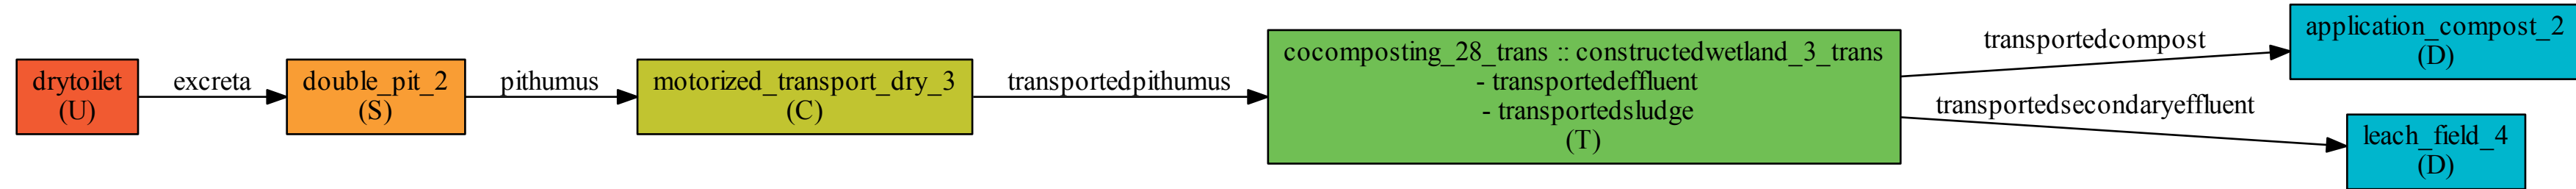 drytoilet
(U)
excreta
double_pit_2
(S)
pithumus
motorized_transport_dry_3
(C)
transportedpithumus
cocomposting_28_trans :: constructedwetland_3_trans
- transportedeffluent
- transportedsludge
(T)
transportedcompost
application_compost_2
(D)
transportedsecondaryeffluent
leach_field_4
(D)